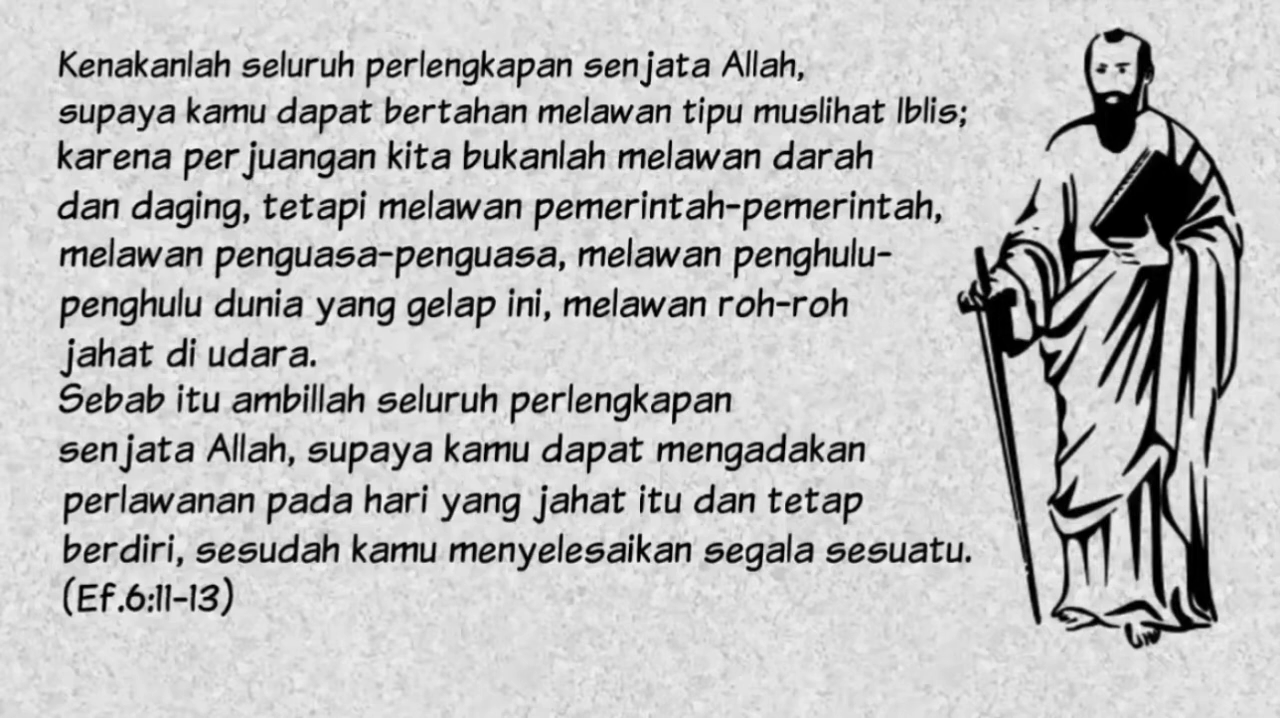 Kenakanlah seluruh perlengkapan senjata Allah,
supaya kamu dapat bertahan melawan tipu muslihat Iblis;
karena perjuangan kita bukanlah melawan darah
dan daging, tetapi melawan pemerintah-pemerintah,
melawan penguasa-penguasa, melawan penghulu-
penghulu dunia yang gelap ini, melawan roh-roh
jahat di udara.
Sebab itu ambillah seluruh perlengkapan
senjata Allah, supaya kamu dapat mengadakan
perlawanan pada hari yang jahat itu dan tetap
berdiri, sesudah kamu menyelesaikan segala sesuatu.
(Ef.6:11-13)